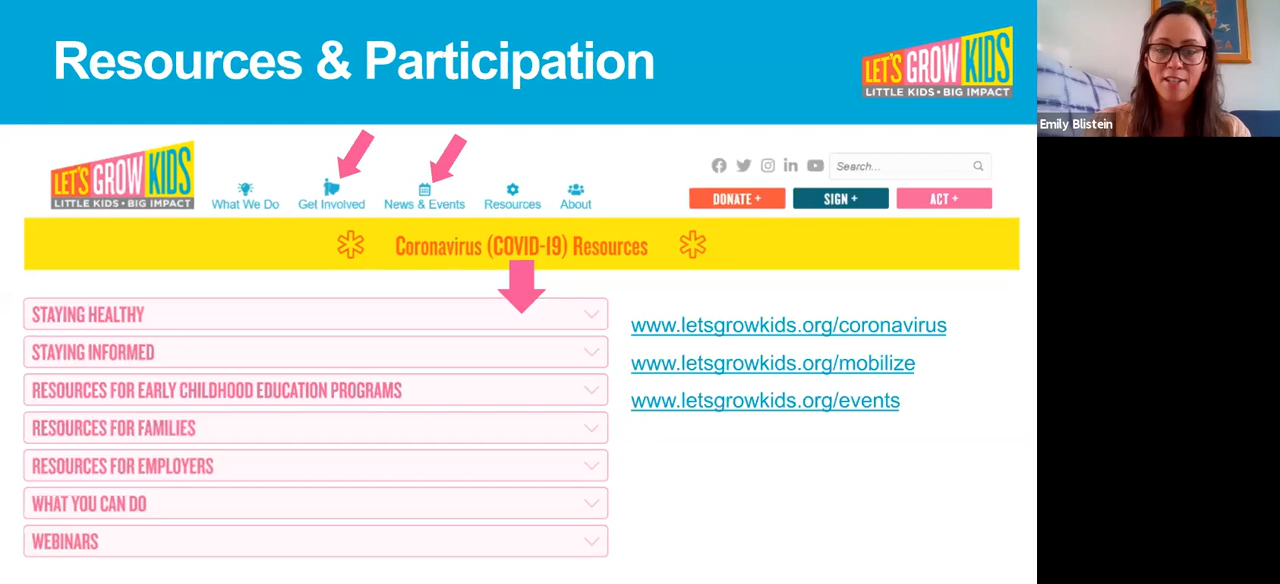 Resources & Participation
LET'S GROW KIDS
LITTLE KIDS • BIG IMPACT
Emily Blistein
LET'S GROW KIDS
LITTLE KIDS • BIG IMPACT
What We Do
Get Involved
News & Events
Resources
About
Search...
DONATE +
SIGN +
ACT +
Coronavirus (COVID-19) Resources
STAYING HEALTHY
STAYING INFORMED
RESOURCES FOR EARLY CHILDHOOD EDUCATION PROGRAMS
RESOURCES FOR FAMILIES
RESOURCES FOR EMPLOYERS
WHAT YOU CAN DO
WEBINARS
www.letsgrowkids.org/coronavirus
www.letsgrowkids.org/mobilize
www.letsgrowkids.org/events